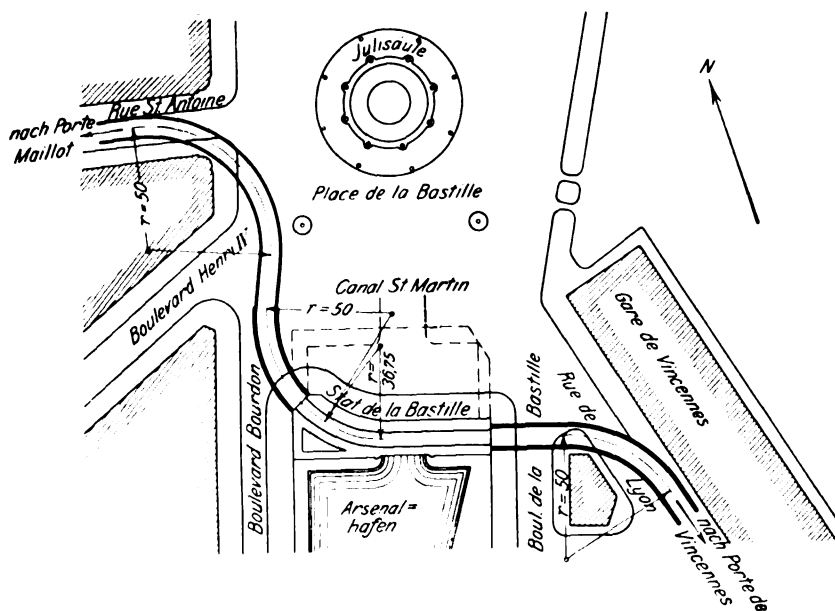 Julisäule
N
Rue St. Antoine
nach Porte
Maillot
r=50
Place de la Bastille
Boulevard Henri IV
Canal St Martin
r=50
r=
36,75
Gare de Vincennes
Stat de la Bastille
Bastille
Rue de
Boulevard Bourdon
Lyon
Boul. de la
r=50
Arsenal=
hafen
nach Porte de
Vincennes